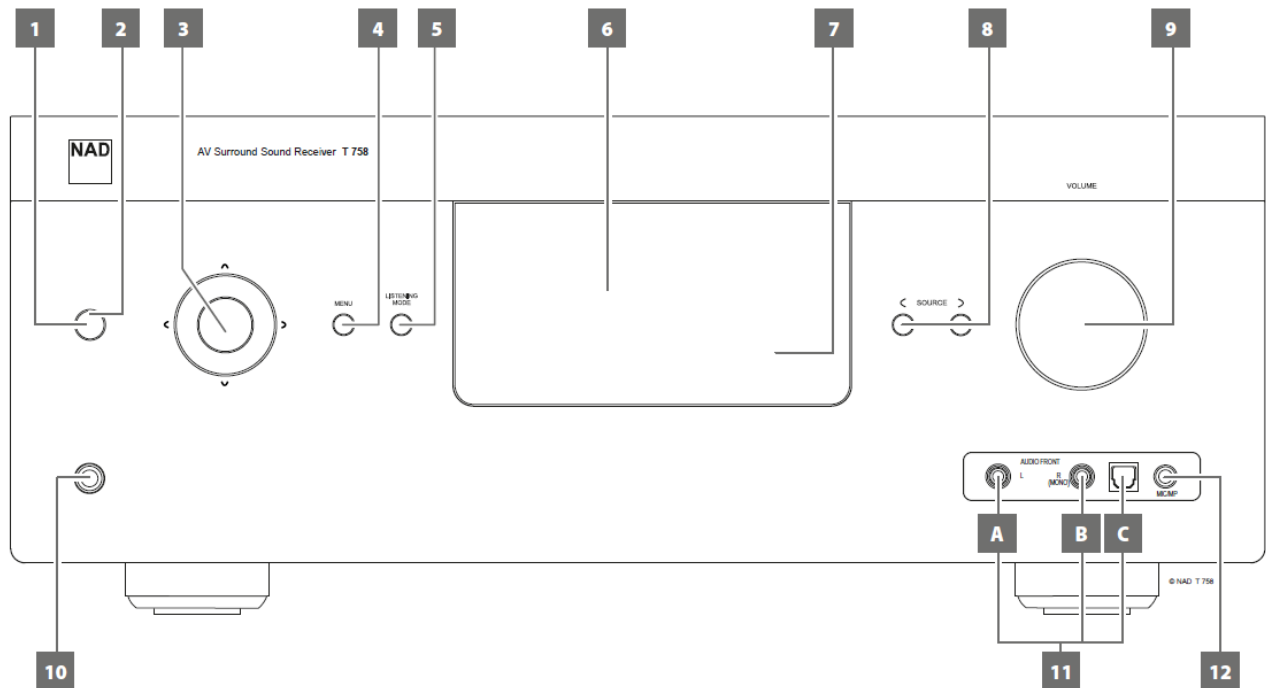 1 2 3 4 5 6 7 8 9
NAD
AV Surround Sound Receiver T 758
VOLUME
MENU
LISTENING
MODE
< SOURCE >
AUDIO FRONT
L
R
(MONO)
MIC/MP
A B C
© NAD T 758
10 11 12